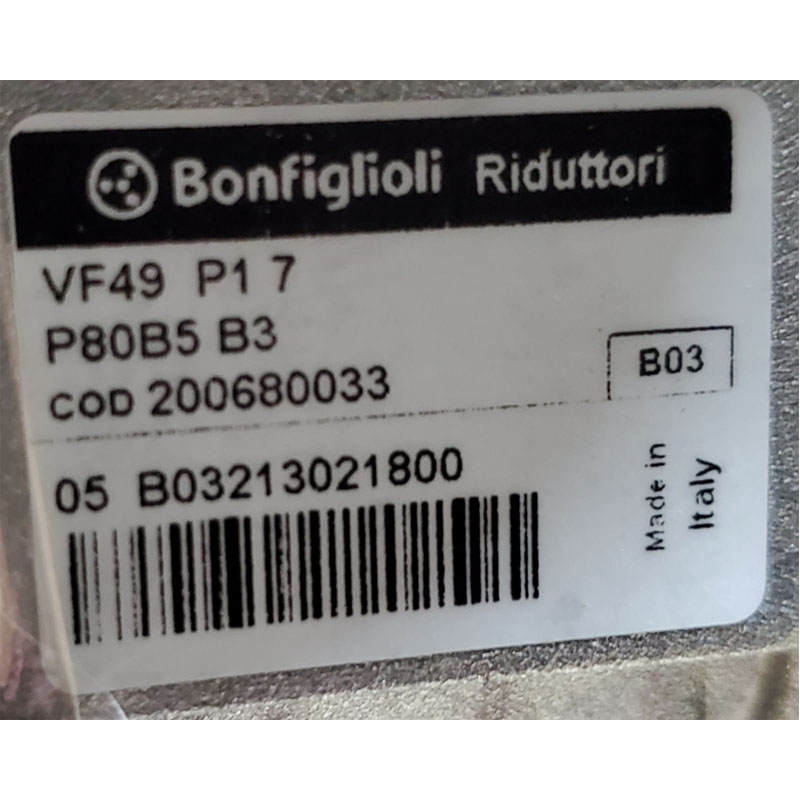 Bonfiglioli Riduttori
VF49 P1 7
P80B5 B3
COD 200680033
B03
05 B03213021800
Made in
Italy